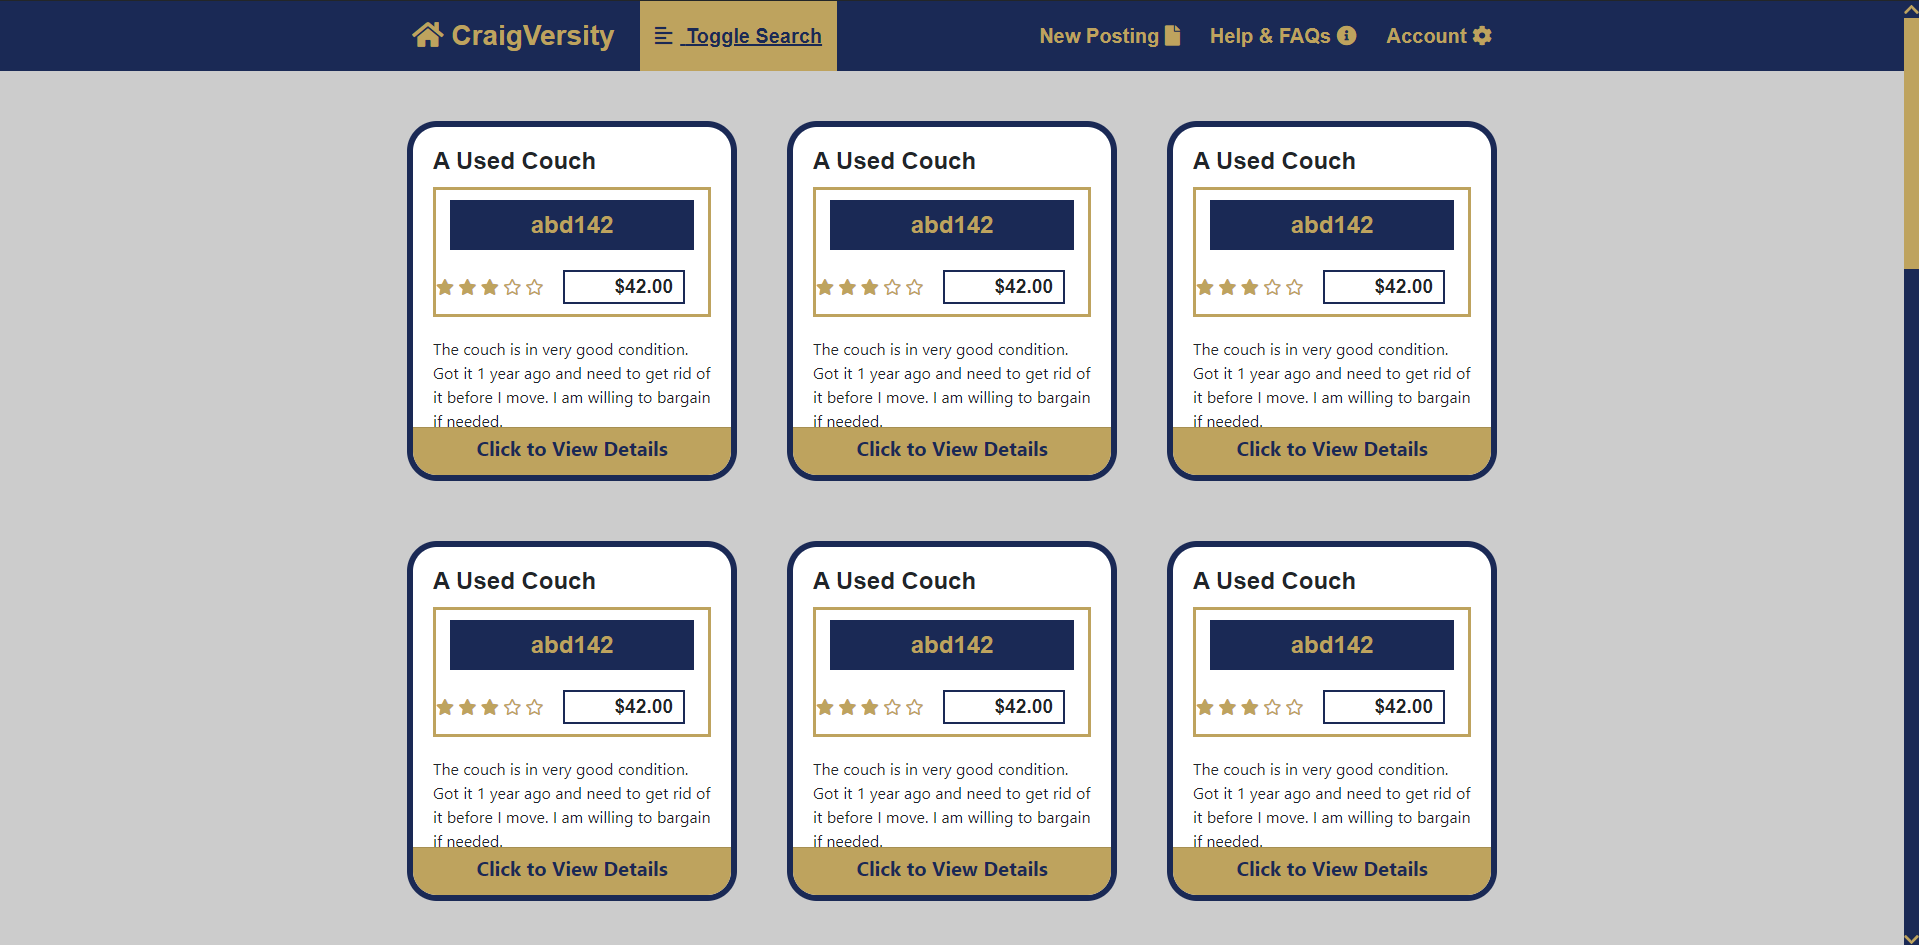 CraigVersity Toggle Search New Posting Help & FAQs Account
A Used Couch
abd142
$42.00
The couch is in very good condition.
Got it 1 year ago and need to get rid of
it before I move. I am willing to bargain
if needed.
Click to View Details
A Used Couch
abd142
$42.00
The couch is in very good condition.
Got it 1 year ago and need to get rid of
it before I move. I am willing to bargain
if needed.
Click to View Details
A Used Couch
abd142
$42.00
The couch is in very good condition.
Got it 1 year ago and need to get rid of
it before I move. I am willing to bargain
if needed.
Click to View Details
A Used Couch
abd142
$42.00
The couch is in very good condition.
Got it 1 year ago and need to get rid of
it before I move. I am willing to bargain
if needed.
Click to View Details
A Used Couch
abd142
$42.00
The couch is in very good condition.
Got it 1 year ago and need to get rid of
it before I move. I am willing to bargain
if needed.
Click to View Details
A Used Couch
abd142
$42.00
The couch is in very good condition.
Got it 1 year ago and need to get rid of
it before I move. I am willing to bargain
if needed.
Click to View Details